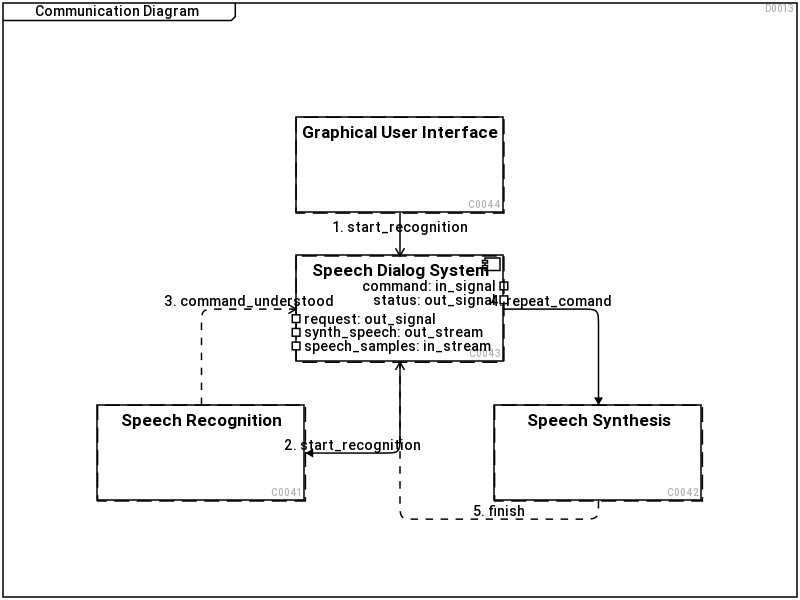 Communication Diagram
D0013
Graphical User Interface
C0044
1. start_recognition
Speech Dialog System
command: in_signal
status: out_signal
3. command_understood
4. repeat_comand
request: out_signal
synth_speech: out_stream
speech_samples: in_stream
C0043
Speech Recognition
Speech Synthesis
2. start_recognition
C0041
C0042
5. finish